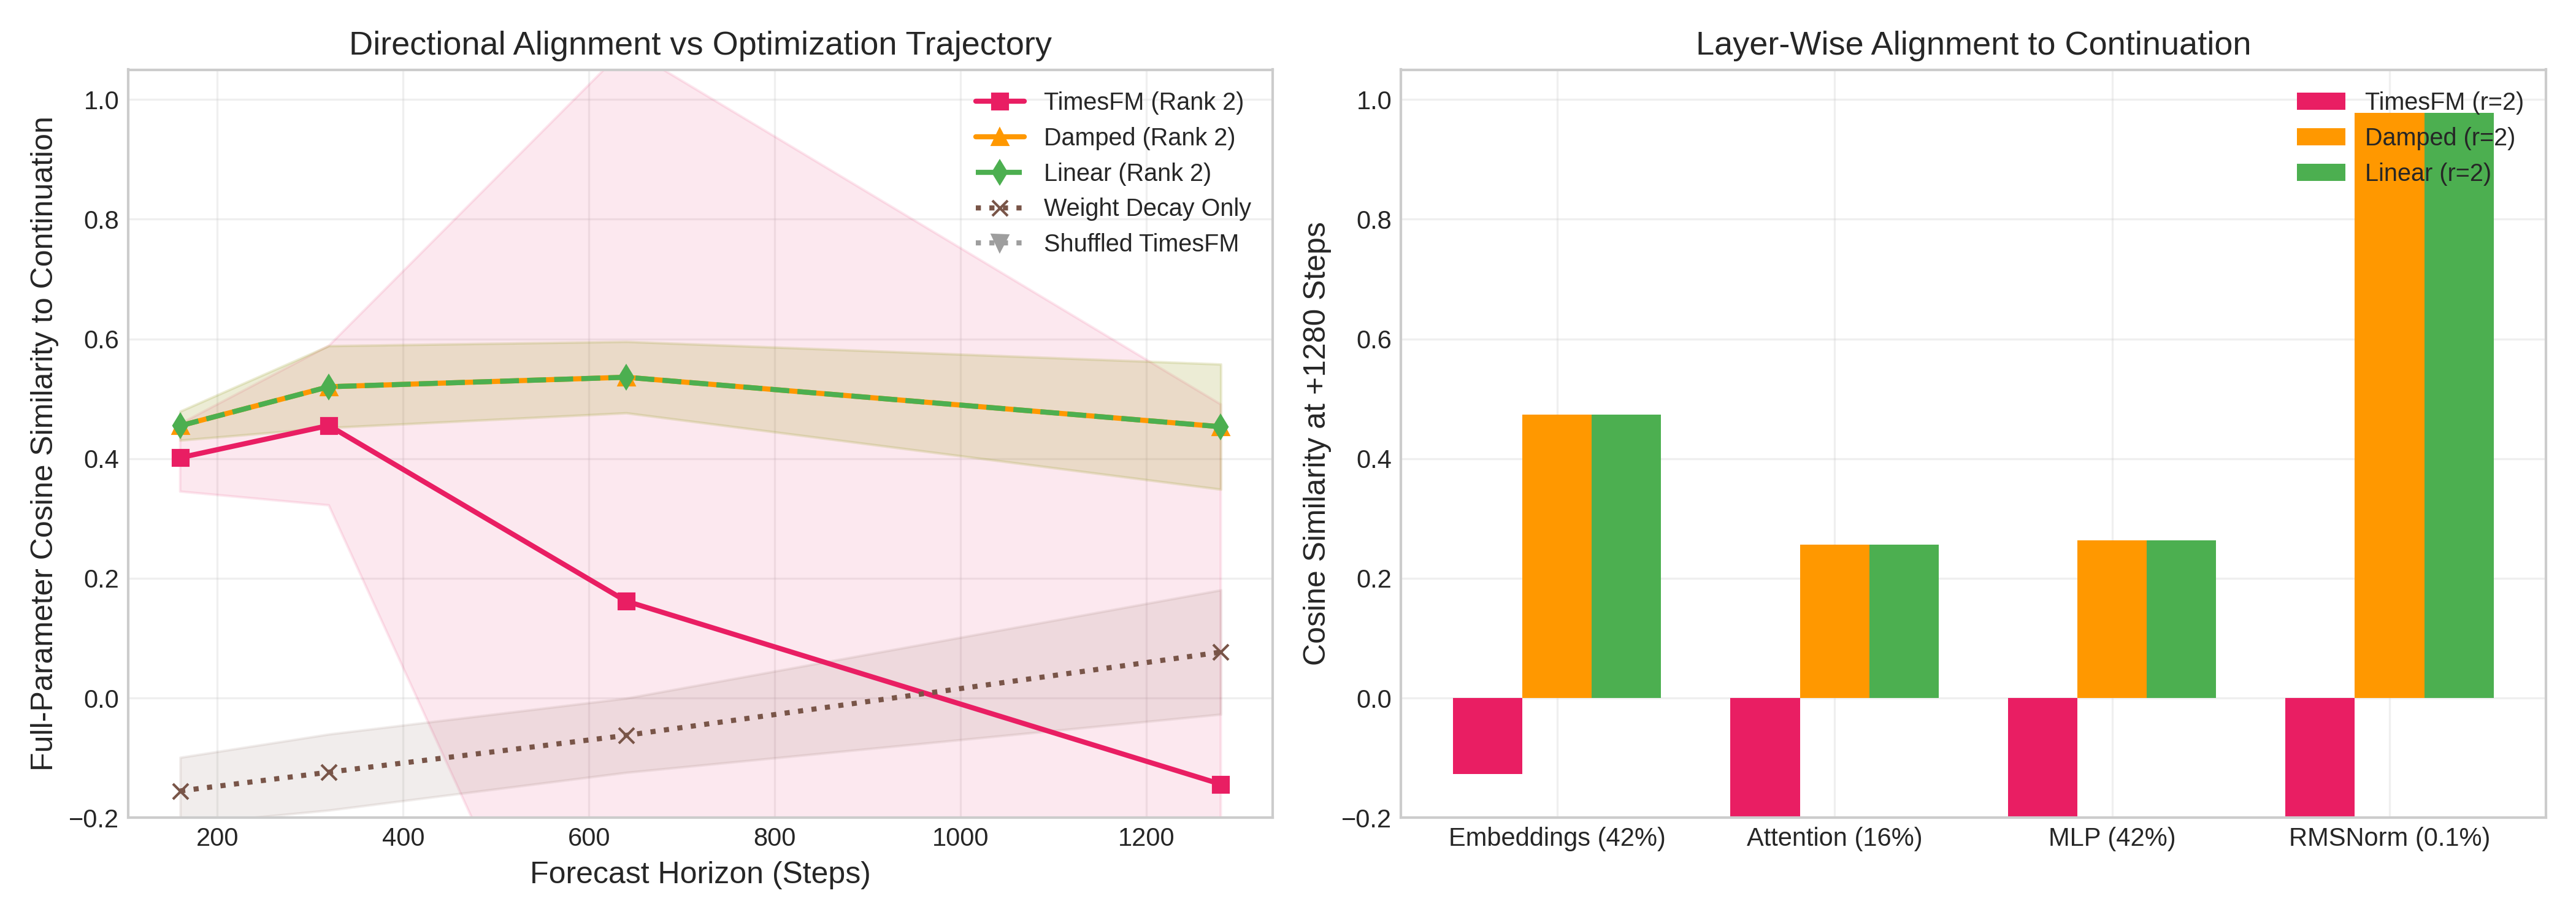 Directional Alignment vs Optimization Trajectory
Full-Parameter Cosine Similarity to Continuation
1.0
0.8
0.6
0.4
0.2
0.0
−0.2
TimesFM (Rank 2)
Damped (Rank 2)
Linear (Rank 2)
Weight Decay Only
Shuffled TimesFM
200
400
600
800
1000
1200
Forecast Horizon (Steps)
Layer-Wise Alignment to Continuation
Cosine Similarity at +1280 Steps
1.0
0.8
0.6
0.4
0.2
0.0
−0.2
TimesFM (r=2)
Damped (r=2)
Linear (r=2)
Embeddings (42%)
Attention (16%)
MLP (42%)
RMSNorm (0.1%)